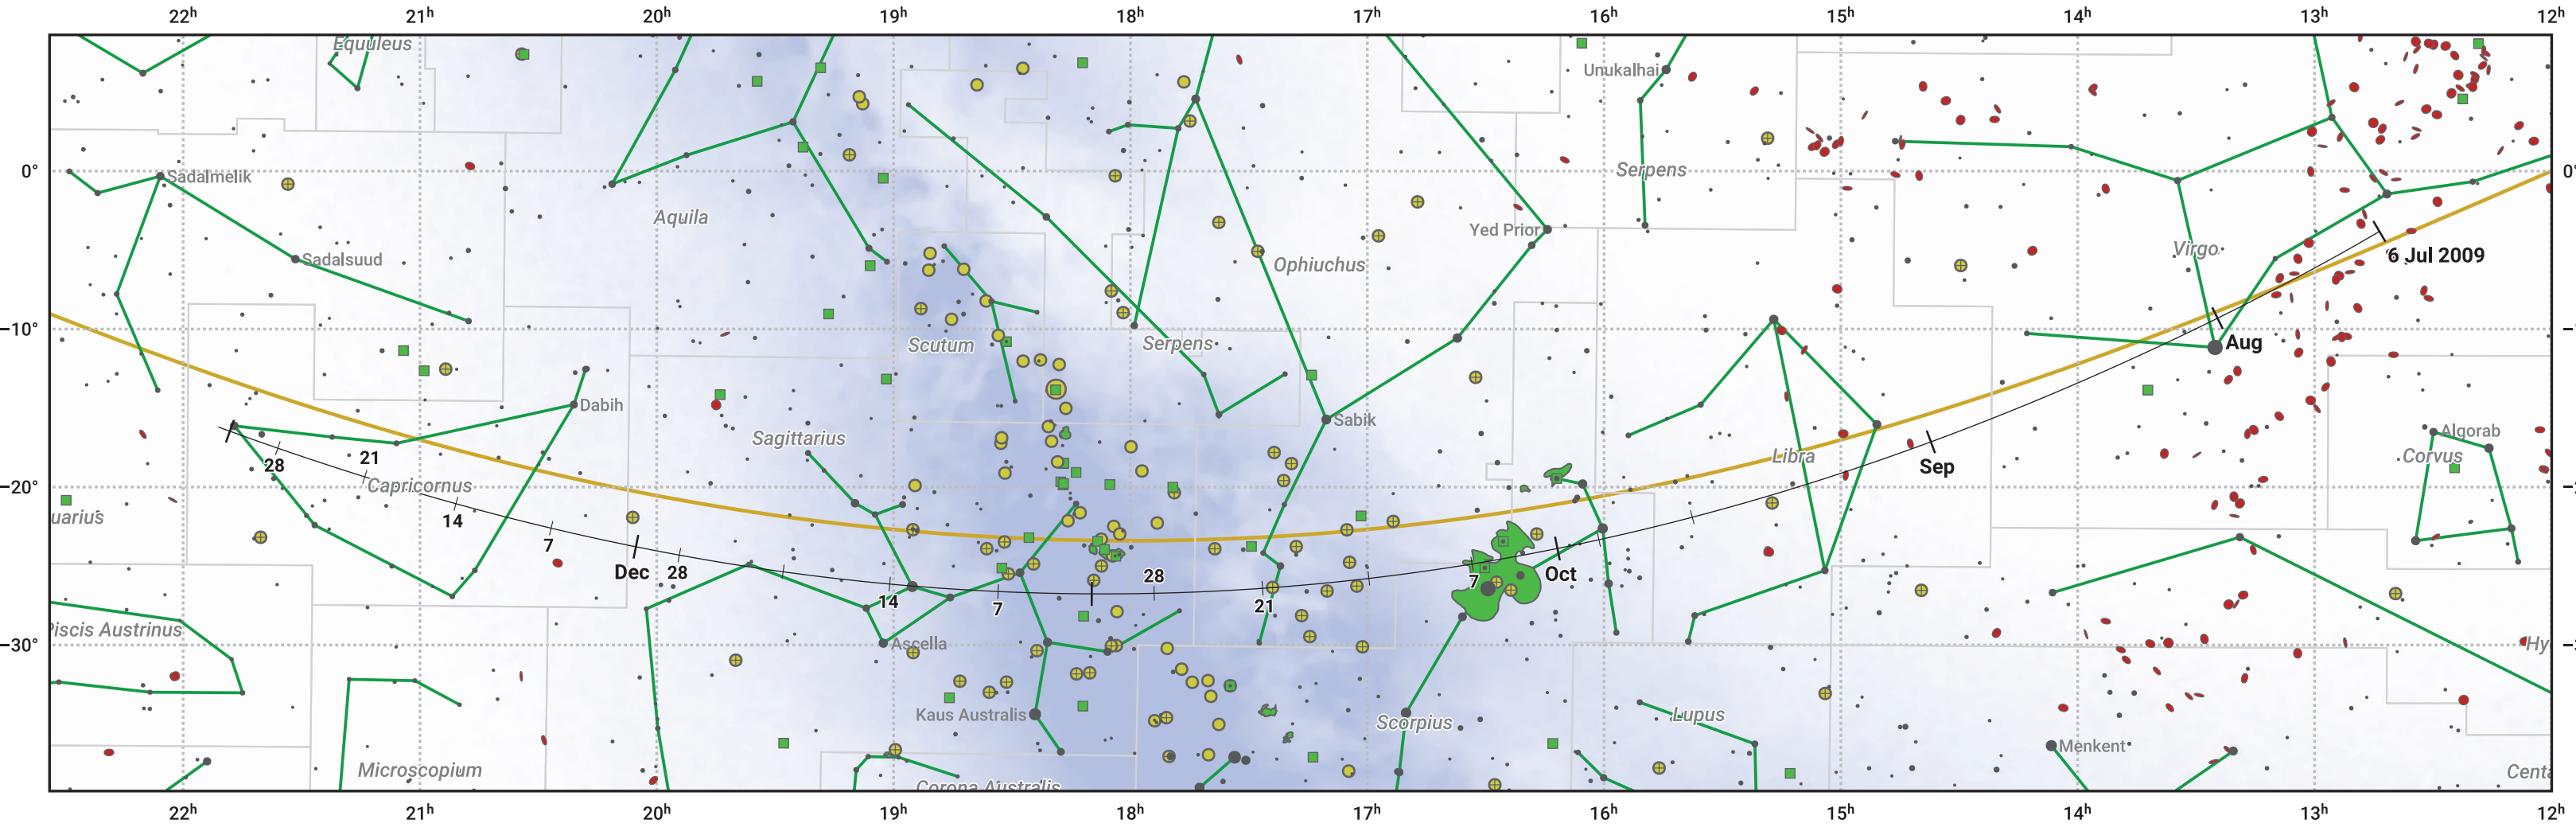 22h 21h 20h 19h 18h 17h 16h 15h 14h 13h 12h
Equuleus
Unukalhai
0° Sadalmelik Serpens 0°
Aquila
Yed Prior
Sadalsuud Ophiuchus Virgo 6 Jul 2009
−10°
Scutum Serpens Aug
Dabih
Sagittarius Sabik Algorab
28 21 Libra Sep Corvus
−20° Capricornus
uarius 14
7 Dec 28 14 7 28 21 7 Oct
Piscis Austrinus
−30° Ascella Hy
Kaus Australis Scorpius Lupus
Menkent
Microscopium Centa
Corona Australis
22h 21h 20h 19h 18h 17h 16h 15h 14h 13h 12h